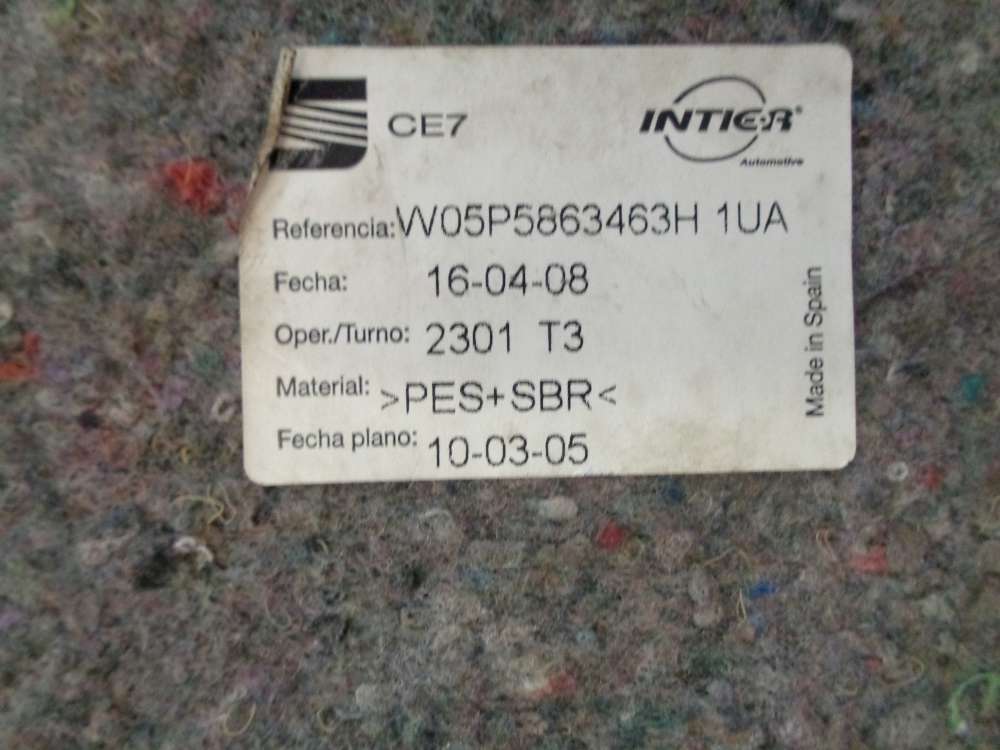 CE7
INTIER®
Automotive
Referencia: W05P5863463H 1UA
Fecha: 16-04-08
Oper./Turno: 2301 T3
Material: >PES+SBR<
Fecha plano: 10-03-05
Made in Spain